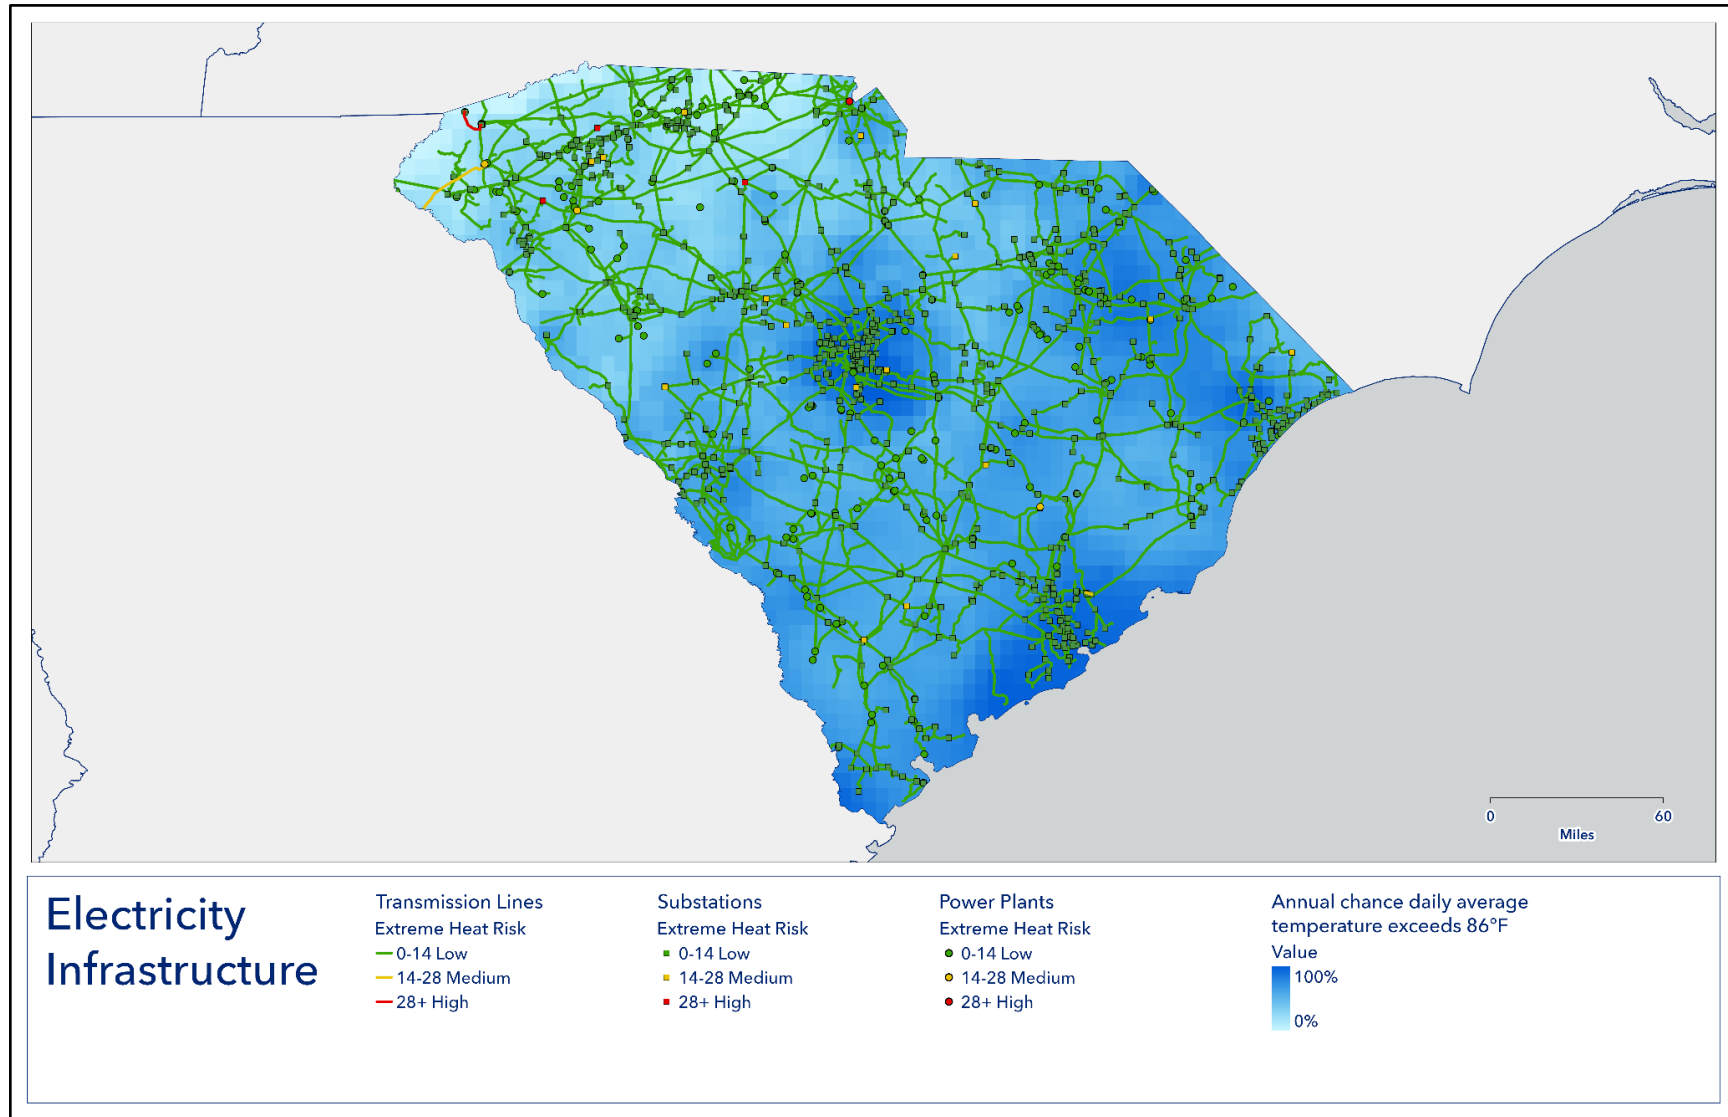 0
60
Miles
Electricity
Infrastructure
Transmission Lines
Extreme Heat Risk
0-14 Low
14-28 Medium
28+ High
Substations
Extreme Heat Risk
0-14 Low
14-28 Medium
28+ High
Power Plants
Extreme Heat Risk
0-14 Low
14-28 Medium
28+ High
Annual chance daily average
temperature exceeds 86°F
Value
100%
0%